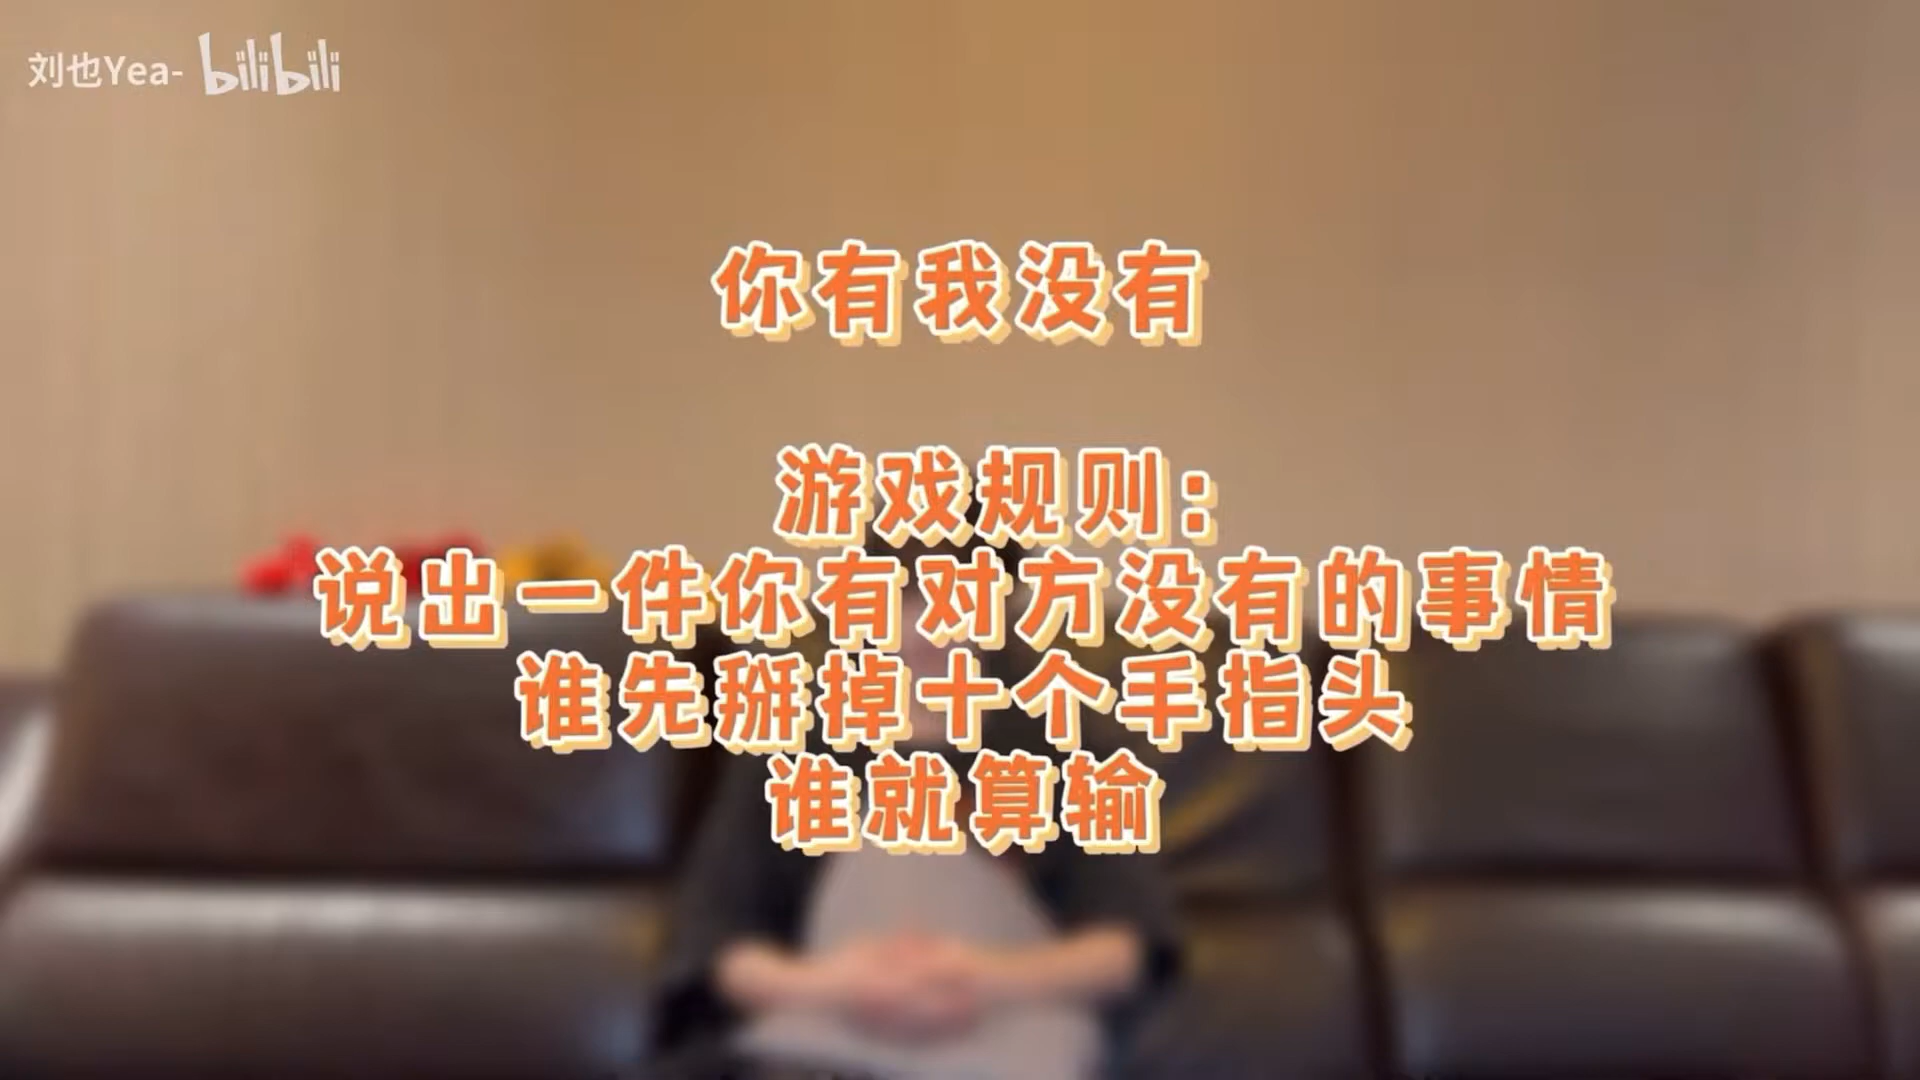 刘也Yea- bilibili
你有我没有
游戏规则：
说出一件你有对方没有的事情
谁先掰掉十个手指头
谁就算输